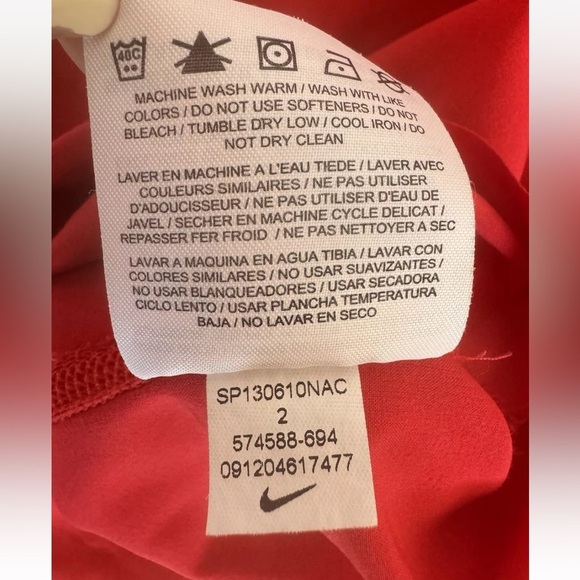 40C
MACHINE WASH WARM / WASH WITH LIKE
COLORS / DO NOT USE SOFTENERS / DO NOT
BLEACH / TUMBLE DRY LOW / COOL IRON / DO
NOT DRY CLEAN
LAVER EN MACHINE A L'EAU TIEDE / LAVER AVEC
COULEURS SIMILAIRES / NE PAS UTILISER
D'ADOUCISSEUR / NE PAS UTILISER D'EAU DE
JAVEL / SECHER EN MACHINE CYCLE DELICAT /
REPASSER FER FROID / NE PAS NETTOYER A SEC
LAVAR A MAQUINA EN AGUA TIBIA / LAVAR CON
COLORES SIMILARES / NO USAR SUAVIZANTES /
NO USAR BLANQUEADORES / USAR SECADORA
CICLO LENTO / USAR PLANCHA TEMPERATURA
BAJA / NO LAVAR EN SECO
SP130610NAC
2
574588-694
091204617477